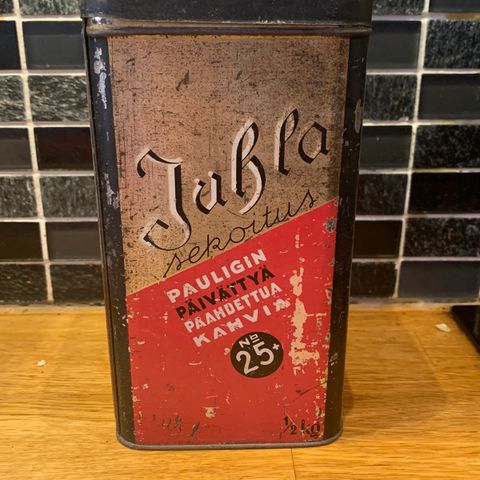 Juhla
sekoitus
PAULIGIN
PÄIVÄTTYÄ
PAAHDETTUA
KAHVIA
No
25+
1/2 kg